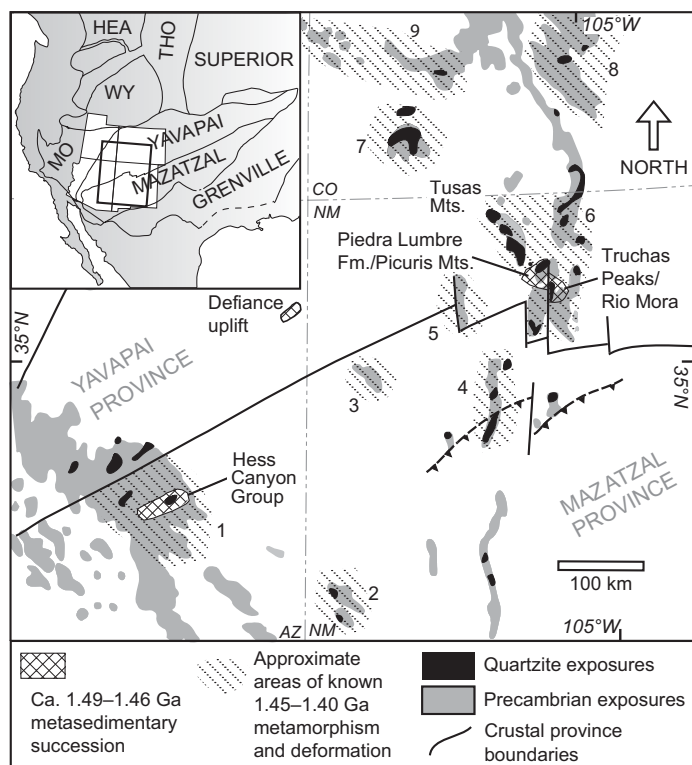 HEA
THO
SUPERIOR
WY
YAVAPAI
MO
MAZATZAL
GRENVILLE
9
105°W
8
7
NORTH
CO
NM
Tusas
Mts.
6
Piedra Lumbre
Fm./Picuris Mts.
Truchas
Peaks/
Rio Mora
Defiance
uplift
35°N
5
YAVAPAI
PROVINCE
3
4
35°N
Hess
Canyon
Group
1
MAZATZAL
PROVINCE
100 km
2
AZ
NM
105°W
Ca. 1.49–1.46 Ga
metasedimentary
succession
Approximate
areas of known
1.45–1.40 Ga
metamorphism
and deformation
Quartzite exposures
Precambrian exposures
Crustal province
boundaries